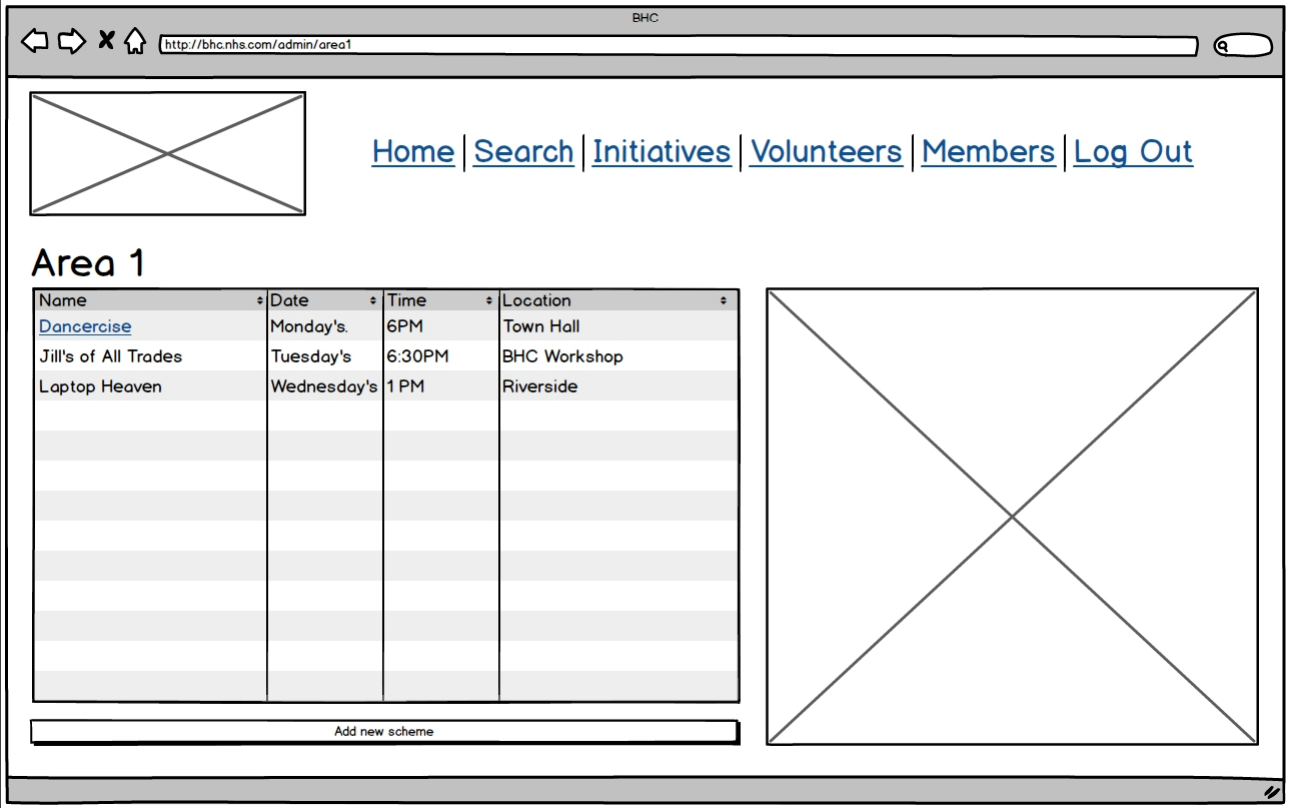 BHC
http://bhc.nhs.com/admin/area1
Home Search Initiatives Volunteers Members Log Out
Area 1
Name Date Time Location
Dancercise Monday's. 6PM Town Hall
Jill's of All Trades Tuesday's 6:30PM BHC Workshop
Laptop Heaven Wednesday's 1 PM Riverside
Add new scheme